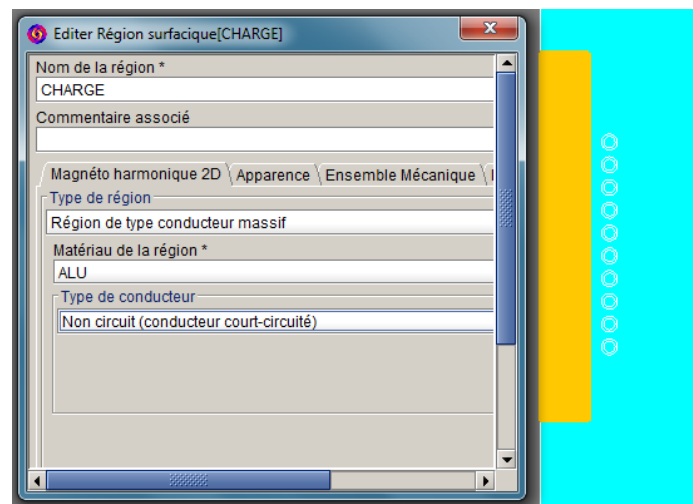 Editer Région surfacique[CHARGE]
Nom de la région *
CHARGE
Commentaire associé
Magnéto harmonique 2D Apparence Ensemble Mécanique
Type de région
Région de type conducteur massif
Matériau de la région *
ALU
Type de conducteur
Non circuit (conducteur court-circuité)